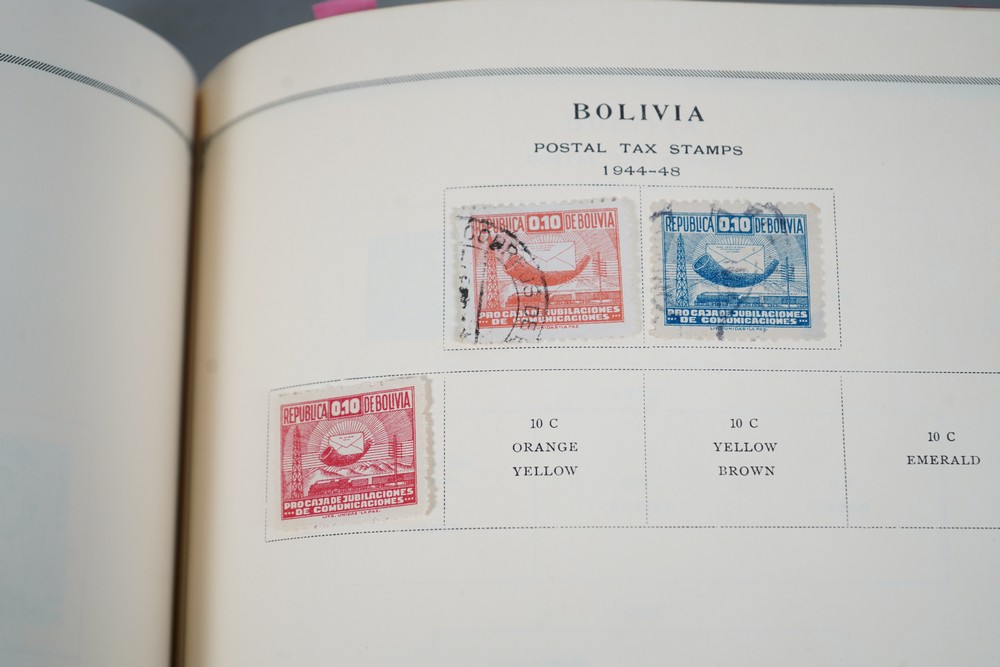 BOLIVIA
POSTAL TAX STAMPS
1944-48
REPUBLICA 0.10 DE BOLIVIA
CORREOS DE
PRO CAJA DE JUBILACIONES
DE COMUNICACIONES
REPUBLICA 0.10 DE BOLIVIA
PRO CAJA DE JUBILACIONES
DE COMUNICACIONES
REPUBLICA 0.10 DE BOLIVIA
PRO CAJA DE JUBILACIONES
DE COMUNICACIONES
10 C
ORANGE
YELLOW
10 C
YELLOW
BROWN
10 C
EMERALD